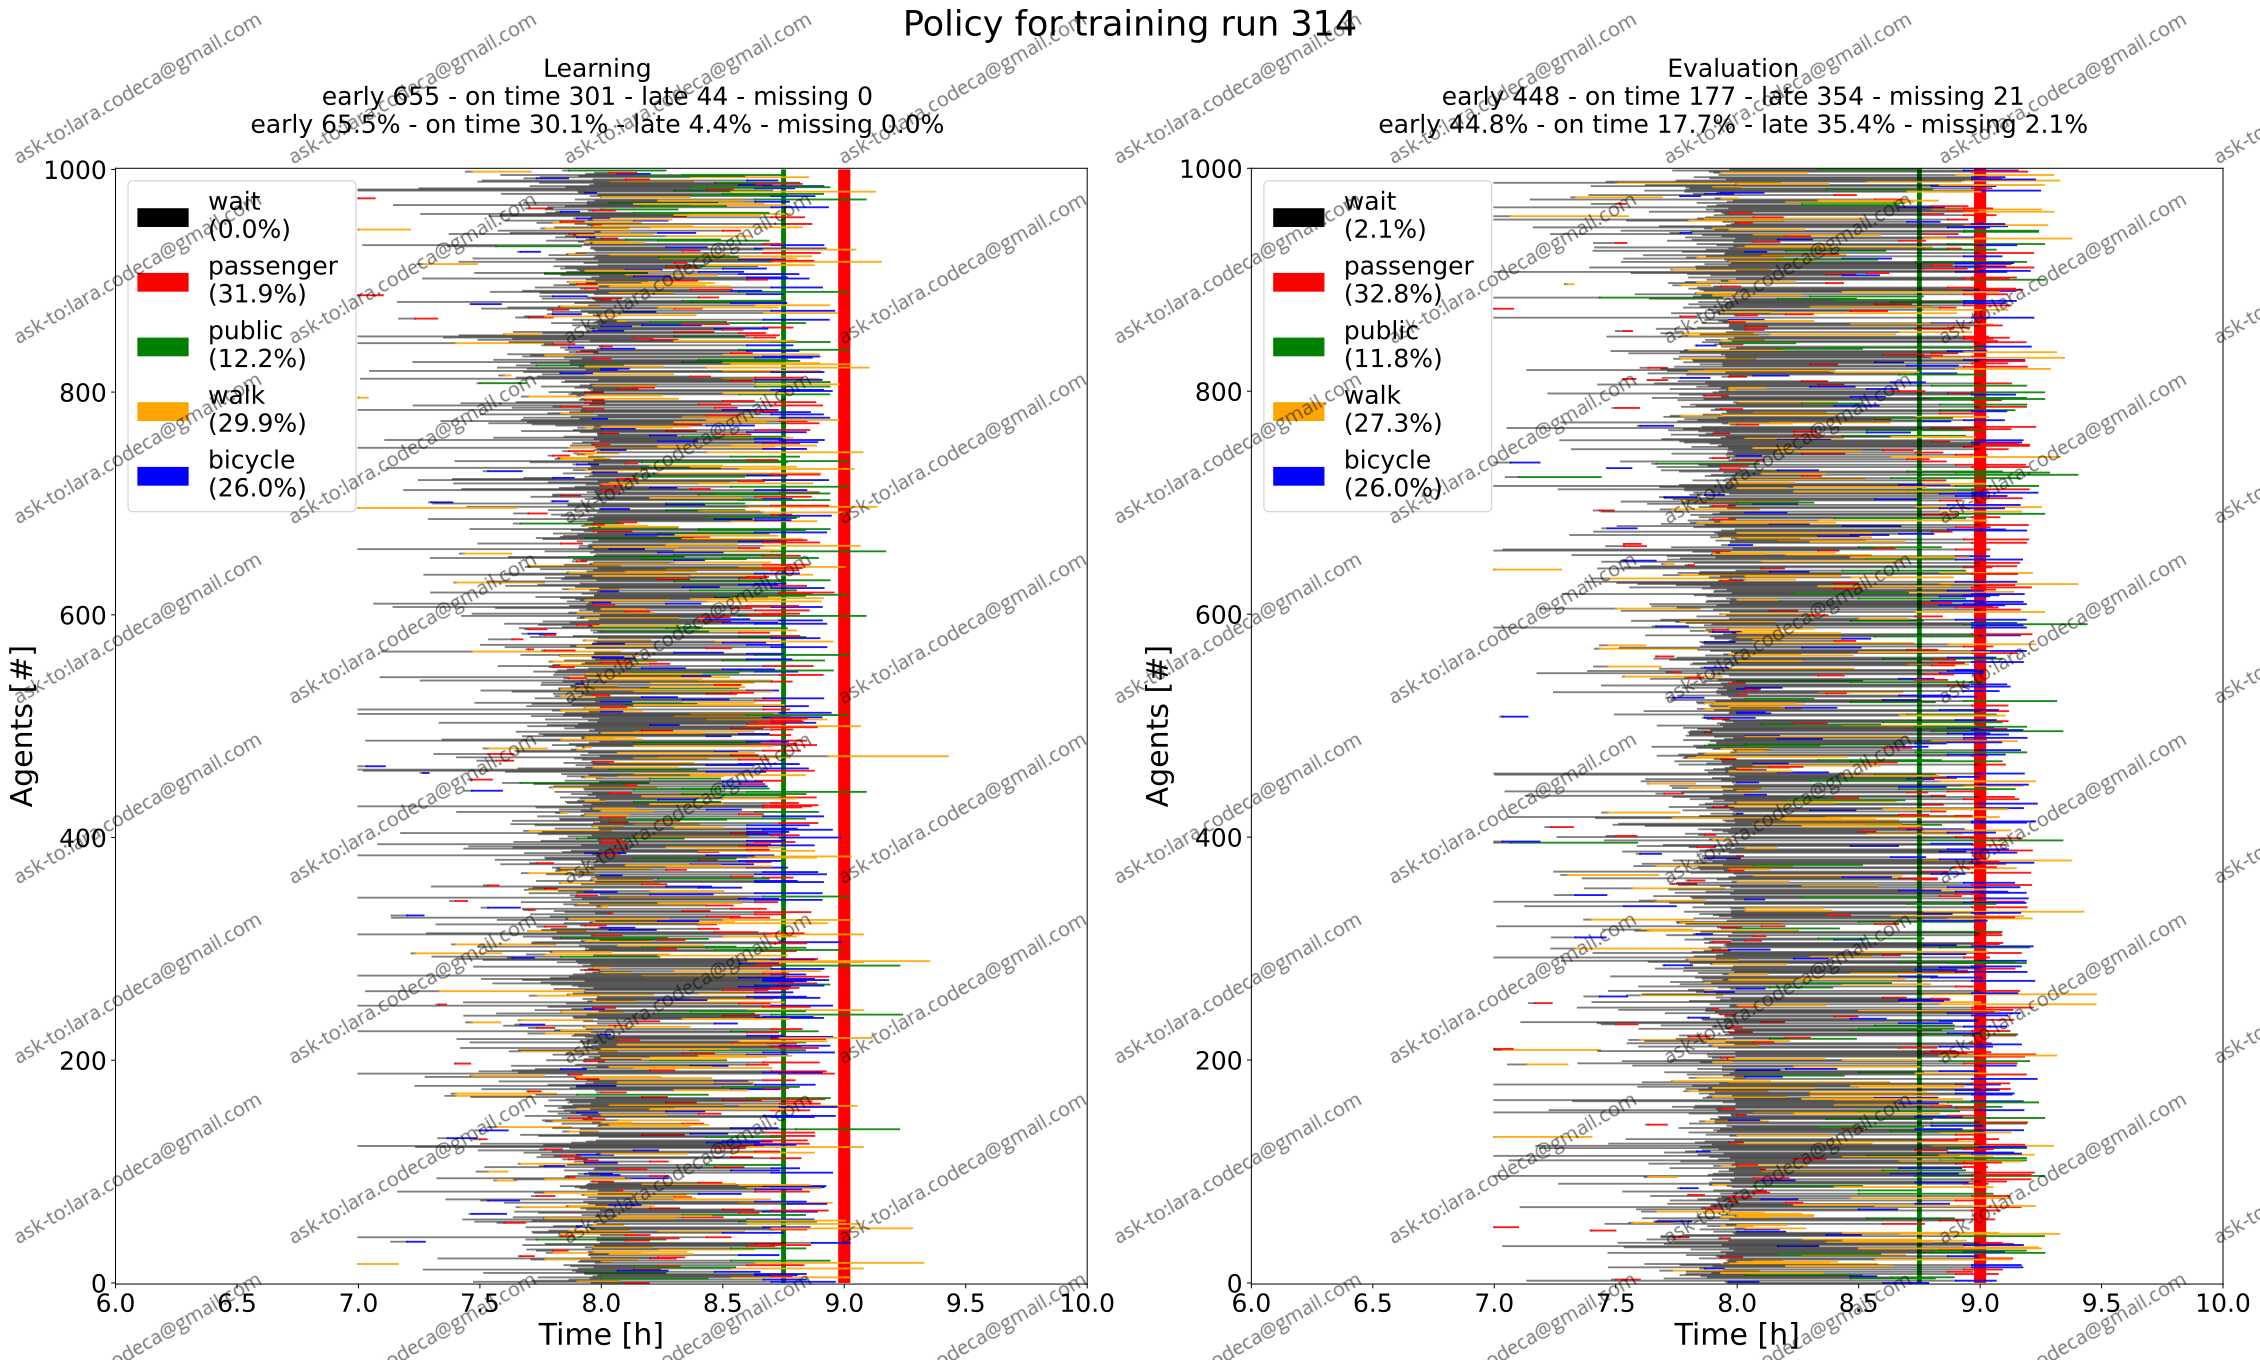 Policy for training run 314
Learning
early 655 - on time 301 - late 44 - missing 0
early 65.5% - on time 30.1% - late 4.4% - missing 0.0%
wait
(0.0%)
passenger
(31.9%)
public
(12.2%)
walk
(29.9%)
bicycle
(26.0%)
Agents [#]
1000
800
600
400
200
0
6.0 6.5 7.0 7.5 8.0 8.5 9.0 9.5 10.0
Time [h]
Evaluation
early 448 - on time 177 - late 354 - missing 21
early 44.8% - on time 17.7% - late 35.4% - missing 2.1%
wait
(2.1%)
passenger
(32.8%)
public
(11.8%)
walk
(27.3%)
bicycle
(26.0%)
Agents [#]
1000
800
600
400
200
0
6.0 6.5 7.0 7.5 8.0 8.5 9.0 9.5 10.0
Time [h]
ask-to:lara.codeca@gmail.com